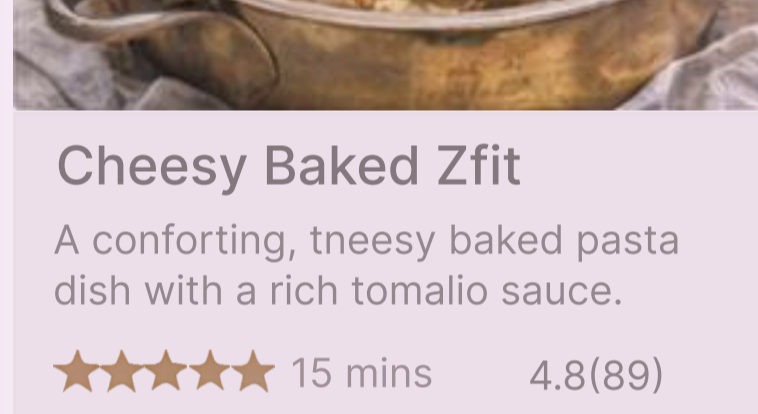 Cheesy Baked Zfit
A conforting, tneesy baked pasta
dish with a rich tomalio sauce.
15 mins 4.8(89)